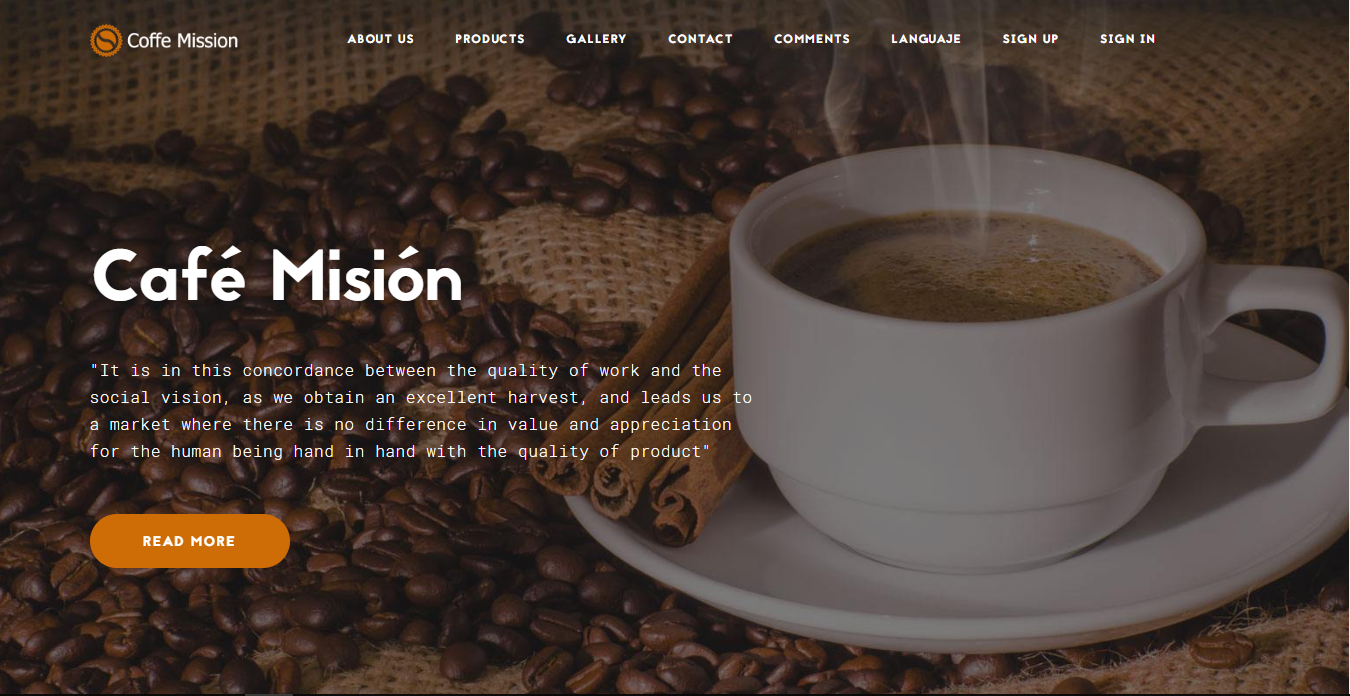 Coffe Mission
ABOUT US PRODUCTS GALLERY CONTACT COMMENTS LANGUAJE SIGN UP SIGN IN
Café Misión
"It is in this concordance between the quality of work and the
social vision, as we obtain an excellent harvest, and leads us to
a market where there is no difference in value and appreciation
for the human being hand in hand with the quality of product"
READ MORE